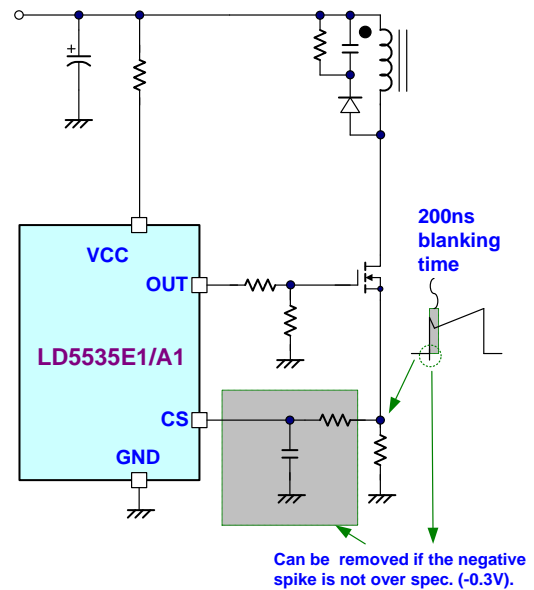 +
200ns
blanking
time
VCC
OUT
LD5535E1/A1
CS
GND
Can be removed if the negative
spike is not over spec. (-0.3V).